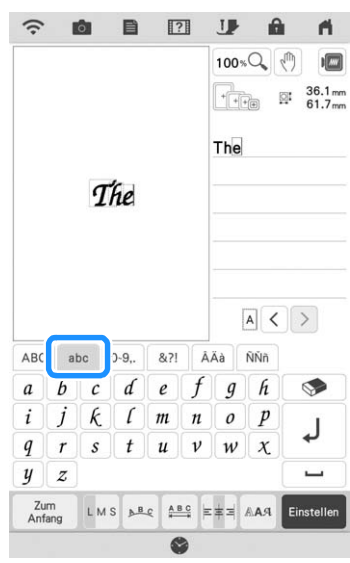 100%
36.1 mm
61.7 mm
The
The
A < >
ABC abc 0-9,. &?! ÄÄà ÑÑñ
a b c d e f g h
i j k l m n o p
q r s t u v w x
y z
Zum Anfang
L M S
A B C
A B C
A A A
Einstellen